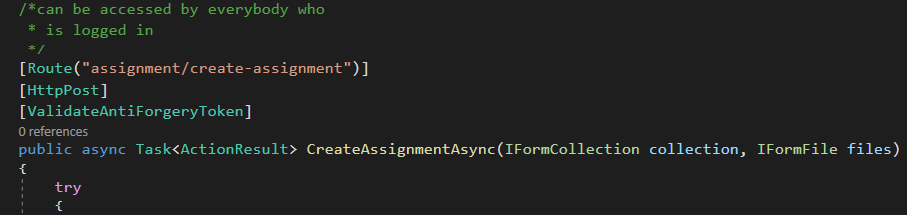 /*can be accessed by everybody who
* is logged in
*/
[Route("assignment/create-assignment")]
[HttpPost]
[ValidateAntiForgeryToken]
0 references
public async Task<ActionResult> CreateAssignmentAsync(IFormCollection collection, IFormFile files)
{
try
{